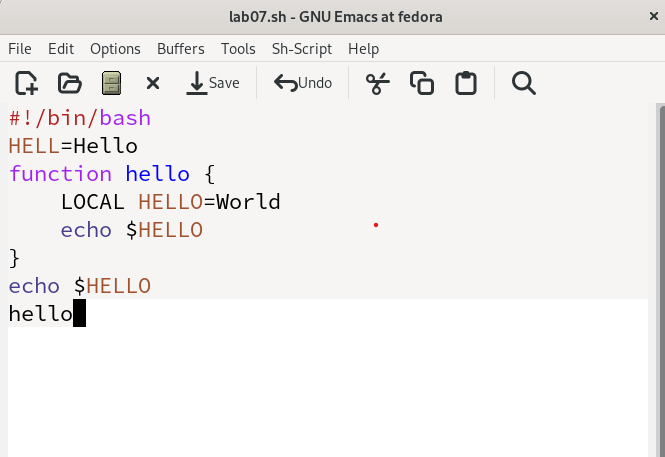 lab07.sh - GNU Emacs at fedora
File Edit Options Buffers Tools Sh-Script Help
Save Undo
#!/bin/bash
HELL=Hello
function hello {
    LOCAL HELLO=World
    echo $HELLO
}
echo $HELLO
hello